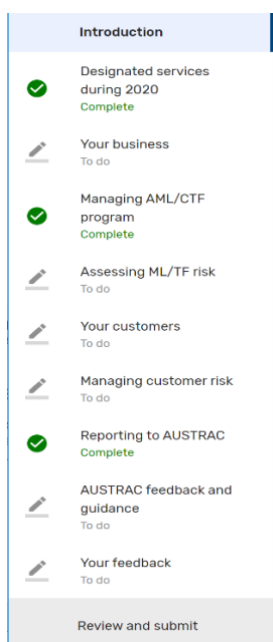 Introduction
Designated services
during 2020
Complete
Your business
To do
Managing AML/CTF
program
Complete
Assessing ML/TF risk
To do
Your customers
To do
Managing customer risk
To do
Reporting to AUSTRAC
Complete
AUSTRAC feedback and
guidance
To do
Your feedback
To do
Review and submit